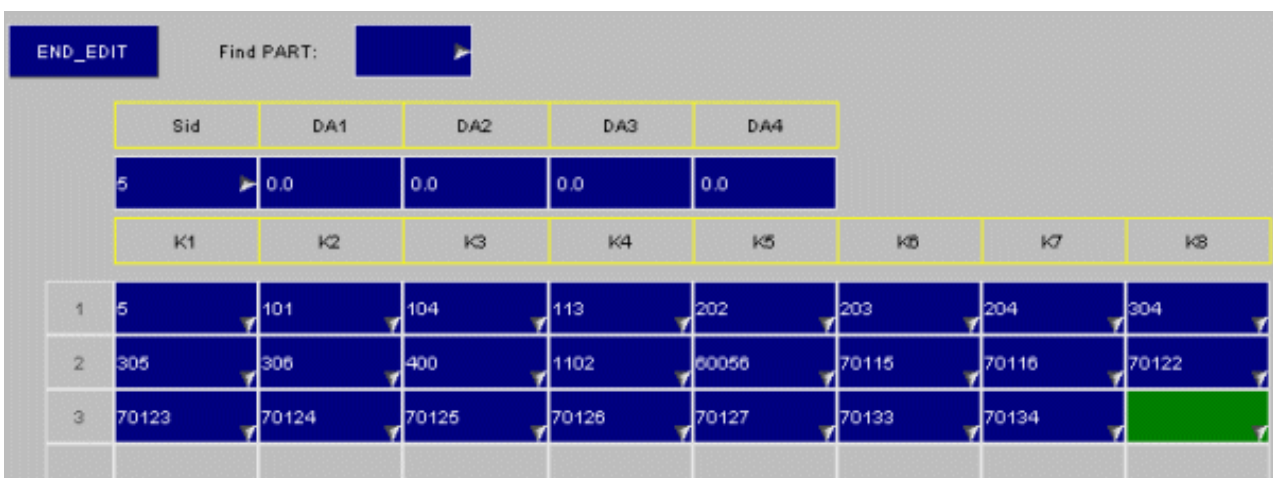 END_EDIT Find PART:
Sid DA1 DA2 DA3 DA4
5 0.0 0.0 0.0 0.0
K1 K2 K3 K4 K5 K6 K7 K8
1 5 101 104 113 202 203 204 304
2 305 306 400 1102 60056 70115 70116 70122
3 70123 70124 70125 70126 70127 70133 70134